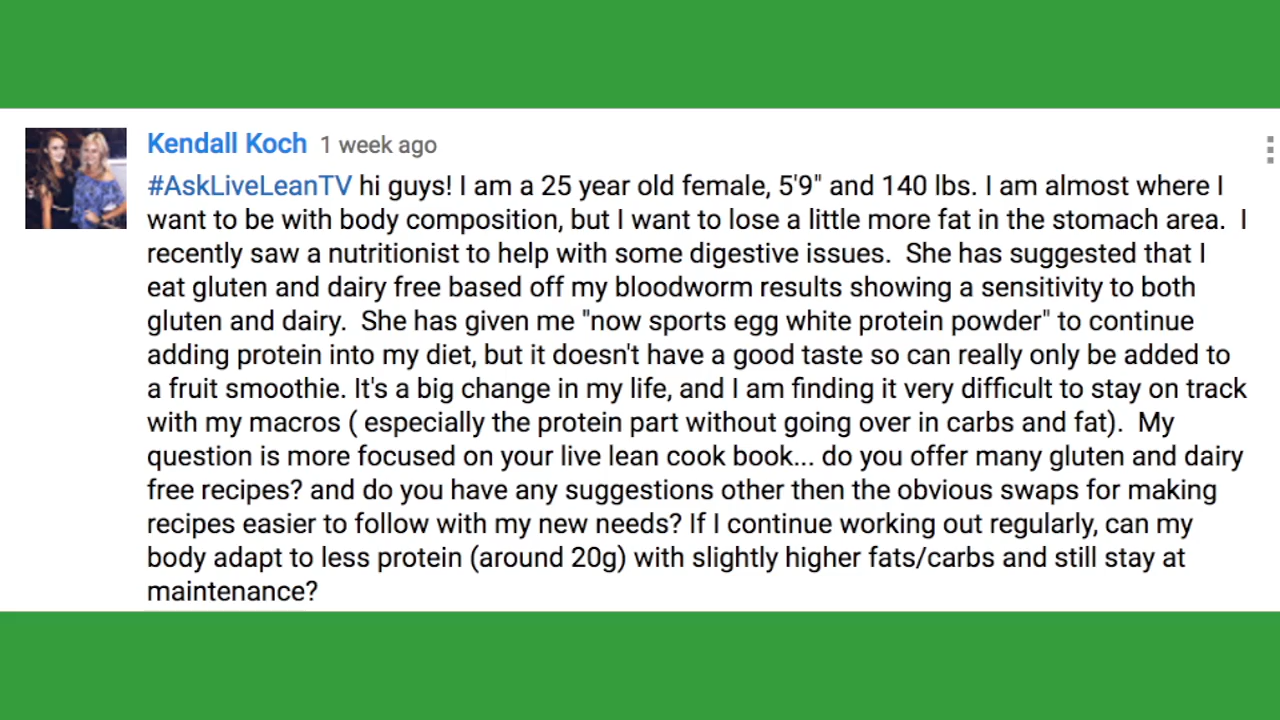 Kendall Koch 1 week ago
#AskLiveLeanTV hi guys! I am a 25 year old female, 5'9" and 140 lbs. I am almost where I
want to be with body composition, but I want to lose a little more fat in the stomach area.  I
recently saw a nutritionist to help with some digestive issues.  She has suggested that I
eat gluten and dairy free based off my bloodworm results showing a sensitivity to both
gluten and dairy.  She has given me "now sports egg white protein powder" to continue
adding protein into my diet, but it doesn't have a good taste so can really only be added to
a fruit smoothie. It's a big change in my life, and I am finding it very difficult to stay on track
with my macros ( especially the protein part without going over in carbs and fat).  My
question is more focused on your live lean cook book... do you offer many gluten and dairy
free recipes? and do you have any suggestions other then the obvious swaps for making
recipes easier to follow with my new needs? If I continue working out regularly, can my
body adapt to less protein (around 20g) with slightly higher fats/carbs and still stay at
maintenance?